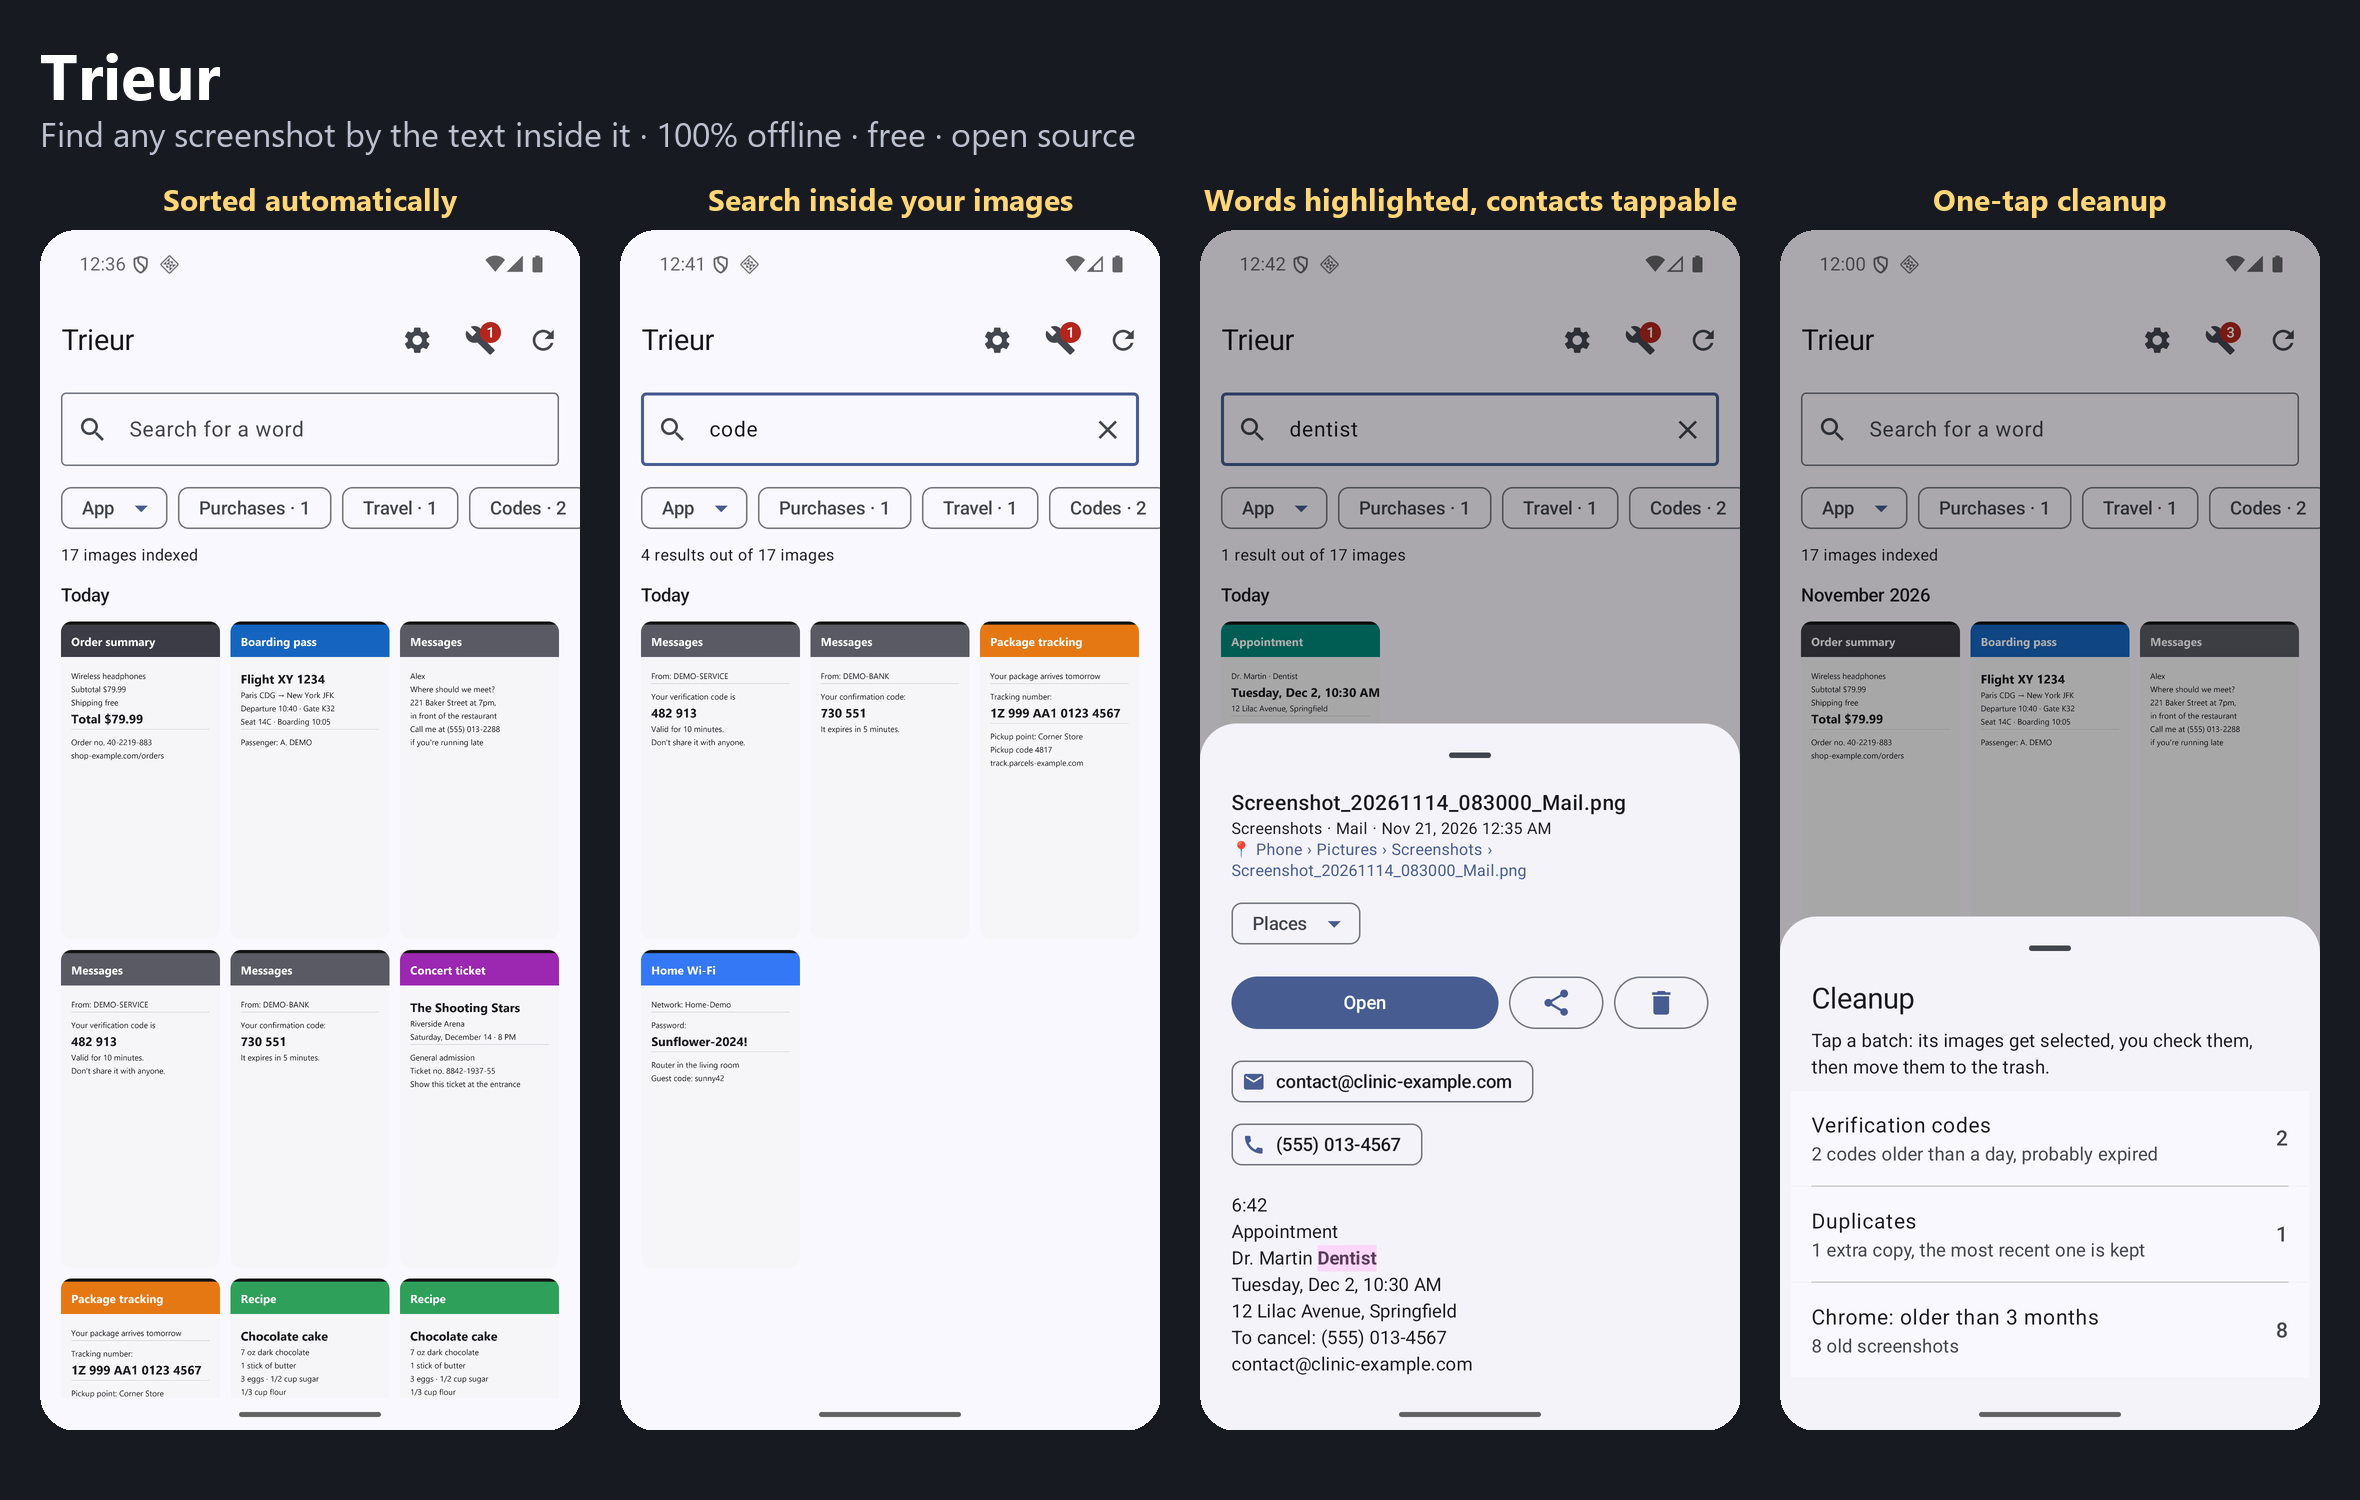 Trieur
Find any screenshot by the text inside it · 100% offline · free · open source
Sorted automatically
12:36
Trieur
1
Search for a word
App
Purchases · 1
Travel · 1
Codes · 2
17 images indexed
Today
Order summary
Wireless headphones
Subtotal $79.99
Shipping free
Total $79.99
Order no. 40-2219-883
shop-example.com/orders
Boarding pass
Flight XY 1234
Paris CDG → New York JFK
Departure 10:40 · Gate K32
Seat 14C · Boarding 10:05
Passenger: A. DEMO
Messages
Alex
Where should we meet?
221 Baker Street at 7pm,
in front of the restaurant
Call me at (555) 013-2288
if you're running late
Messages
From: DEMO-SERVICE
Your verification code is
482 913
Valid for 10 minutes.
Don't share it with anyone.
Messages
From: DEMO-BANK
Your confirmation code:
730 551
It expires in 5 minutes.
Concert ticket
The Shooting Stars
Riverside Arena
Saturday, December 14 · 8 PM
General admission
Ticket no. 8842-1937-55
Show this ticket at the entrance
Package tracking
Your package arrives tomorrow
Tracking number:
1Z 999 AA1 0123 4567
Pickup point: Corner Store
Recipe
Chocolate cake
7 oz dark chocolate
1 stick of butter
3 eggs · 1/2 cup sugar
1/3 cup flour
Recipe
Chocolate cake
7 oz dark chocolate
1 stick of butter
3 eggs · 1/2 cup sugar
1/3 cup flour
Search inside your images
12:41
Trieur
1
code
App
Purchases · 1
Travel · 1
Codes · 2
4 results out of 17 images
Today
Messages
From: DEMO-SERVICE
Your verification code is
482 913
Valid for 10 minutes.
Don't share it with anyone.
Messages
From: DEMO-BANK
Your confirmation code:
730 551
It expires in 5 minutes.
Package tracking
Your package arrives tomorrow
Tracking number:
1Z 999 AA1 0123 4567
Pickup point: Corner Store
Pickup code 4817
track.parcels-example.com
Home Wi-Fi
Network: Home-Demo
Password:
Sunflower-2024!
Router in the living room
Guest code: sunny42
Words highlighted, contacts tappable
12:42
Trieur
1
dentist
App
Purchases · 1
Travel · 1
Codes · 2
1 result out of 17 images
Today
Appointment
Dr. Martin · Dentist
Tuesday, Dec 2, 10:30 AM
12 Lilac Avenue, Springfield
Screenshot_20261114_083000_Mail.png
Screenshots · Mail · Nov 21, 2026 12:35 AM
Phone › Pictures › Screenshots ›
Screenshot_20261114_083000_Mail.png
Places
Open
contact@clinic-example.com
(555) 013-4567
6:42
Appointment
Dr. Martin Dentist
Tuesday, Dec 2, 10:30 AM
12 Lilac Avenue, Springfield
To cancel: (555) 013-4567
contact@clinic-example.com
One-tap cleanup
12:00
Trieur
3
Search for a word
App
Purchases · 1
Travel · 1
Codes · 2
17 images indexed
November 2026
Order summary
Wireless headphones
Subtotal $79.99
Shipping free
Total $79.99
Order no. 40-2219-883
shop-example.com/orders
Boarding pass
Flight XY 1234
Paris CDG → New York JFK
Departure 10:40 · Gate K32
Seat 14C · Boarding 10:05
Passenger: A. DEMO
Messages
Alex
Where should we meet?
221 Baker Street at 7pm,
in front of the restaurant
Call me at (555) 013-2288
if you're running late
Cleanup
Tap a batch: its images get selected, you check them,
then move them to the trash.
Verification codes
2 codes older than a day, probably expired
2
Duplicates
1 extra copy, the most recent one is kept
1
Chrome: older than 3 months
8 old screenshots
8